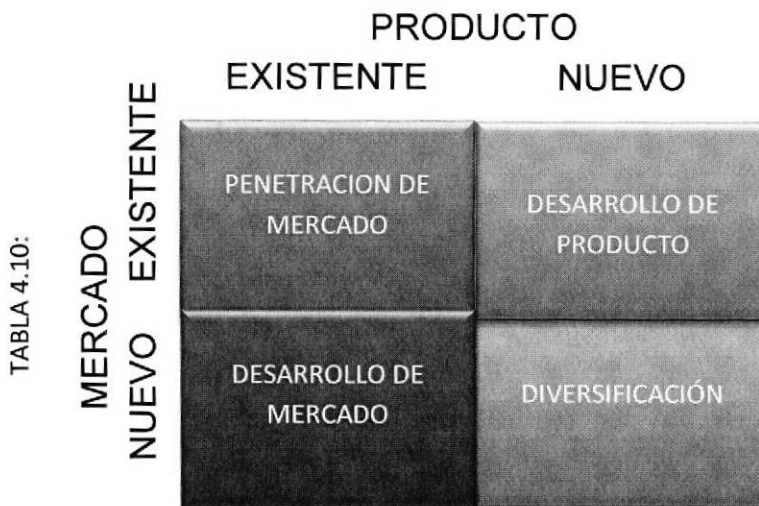 PRODUCTO
EXISTENTE NUEVO
TABLA 4.10:
MERCADO
EXISTENTE
NUEVO
PENETRACION DE
MERCADO
DESARROLLO DE
PRODUCTO
DESARROLLO DE
MERCADO
DIVERSIFICACIÓN